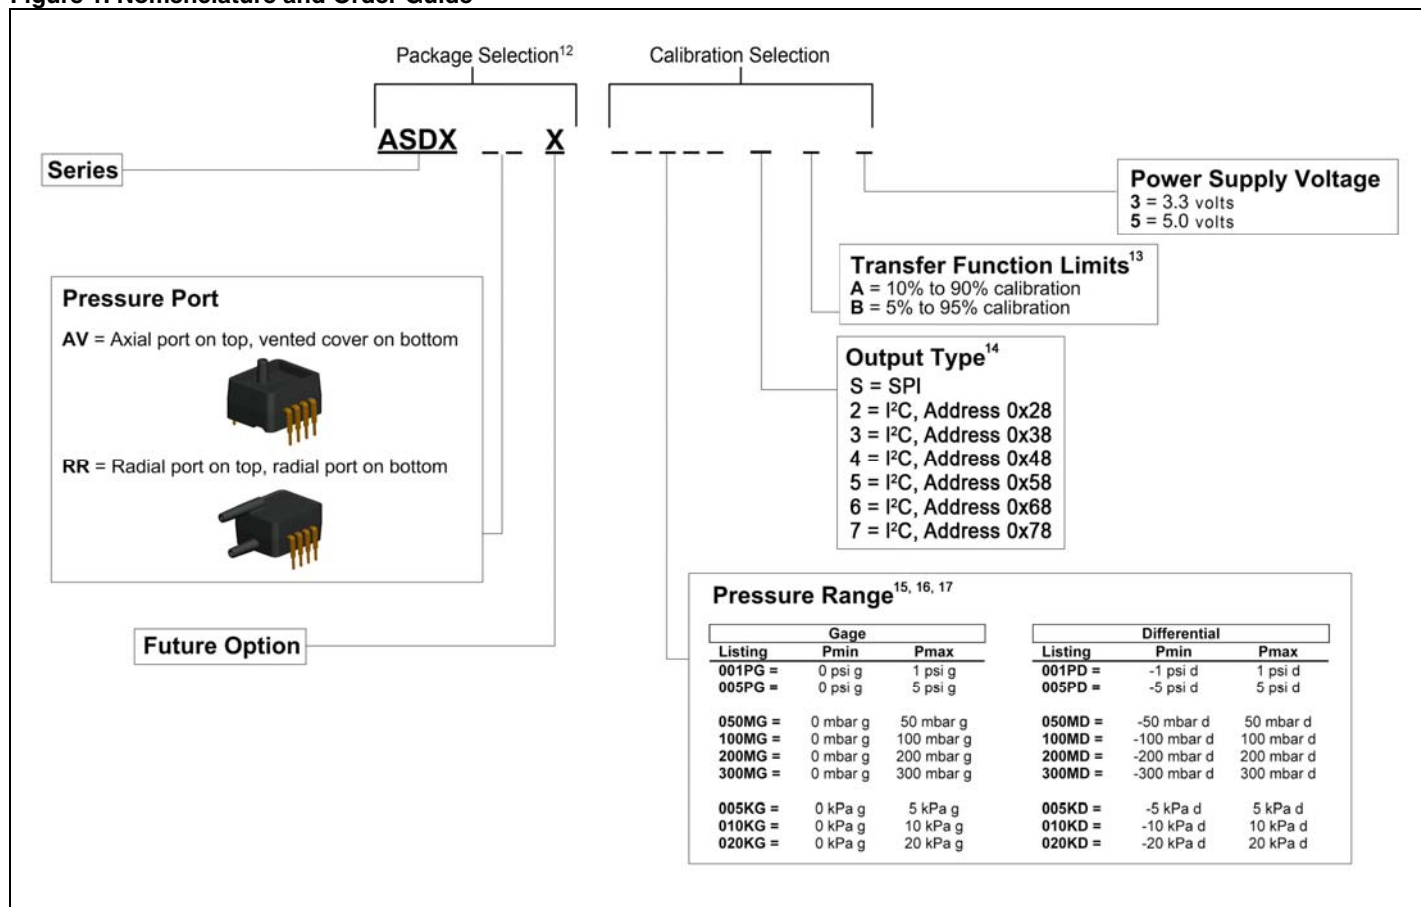 Figure 1. Nomenclature and Order Guide
Package Selection12
Calibration Selection
ASDX _ _ X _ _ _ _ _ _ _ _
Series
Power Supply Voltage
3 = 3.3 volts
5 = 5.0 volts
Transfer Function Limits13
A = 10% to 90% calibration
B = 5% to 95% calibration
Pressure Port
AV = Axial port on top, vented cover on bottom
RR = Radial port on top, radial port on bottom
Output Type14
S = SPI
2 = I²C, Address 0x28
3 = I²C, Address 0x38
4 = I²C, Address 0x48
5 = I²C, Address 0x58
6 = I²C, Address 0x68
7 = I²C, Address 0x78
Future Option
Pressure Range15, 16, 17
Gage
Listing Pmin Pmax
001PG = 0 psi g 1 psi g
005PG = 0 psi g 5 psi g
050MG = 0 mbar g 50 mbar g
100MG = 0 mbar g 100 mbar g
200MG = 0 mbar g 200 mbar g
300MG = 0 mbar g 300 mbar g
005KG = 0 kPa g 5 kPa g
010KG = 0 kPa g 10 kPa g
020KG = 0 kPa g 20 kPa g
Differential
Listing Pmin Pmax
001PD = -1 psi d 1 psi d
005PD = -5 psi d 5 psi d
050MD = -50 mbar d 50 mbar d
100MD = -100 mbar d 100 mbar d
200MD = -200 mbar d 200 mbar d
300MD = -300 mbar d 300 mbar d
005KD = -5 kPa d 5 kPa d
010KD = -10 kPa d 10 kPa d
020KD = -20 kPa d 20 kPa d